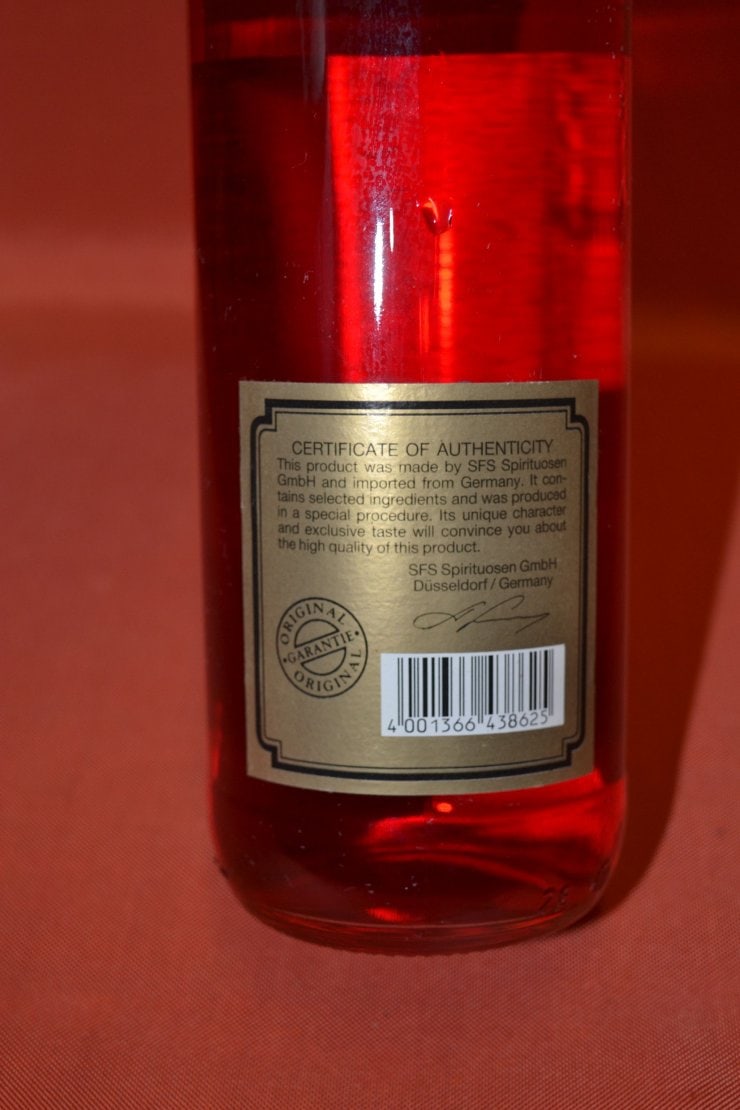 CERTIFICATE OF AUTHENTICITY
This product was made by SFS Spirituosen
GmbH and imported from Germany. It con-
tains selected ingredients and was produced
in a special procedure. Its unique character
and exclusive taste will convince you about
the high quality of this product.
SFS Spirituosen GmbH
Düsseldorf / Germany
ORIGINAL
•GARANTIE•
ORIGINAL
4 001366 438625